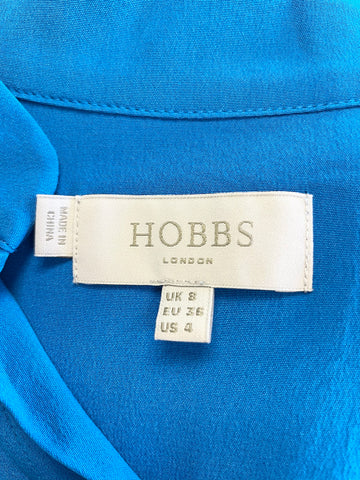 HOBBS
LONDON
MADE IN
CHINA
UK 8
EU 36
US 4